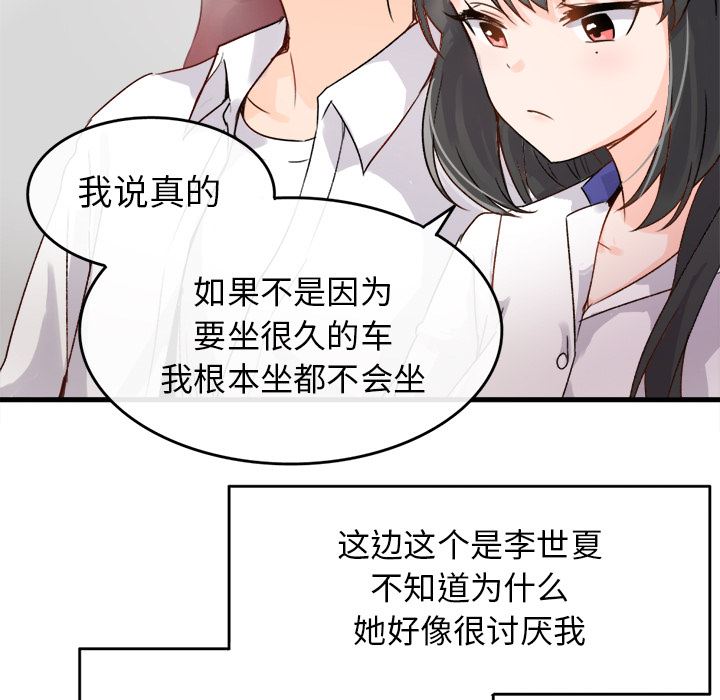 我说真的
如果不是因为
要坐很久的车
我根本坐都不会坐
这边这个是李世夏
不知道为什么
她好像很讨厌我